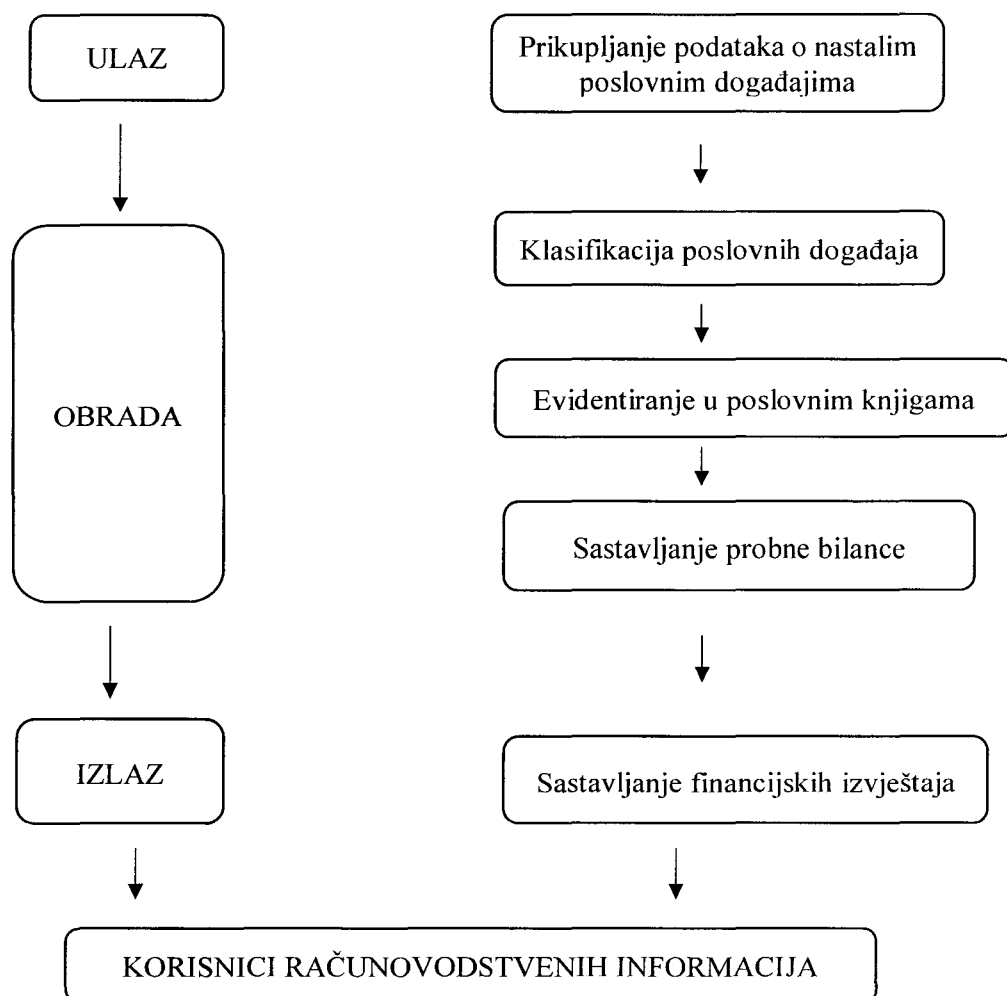 ULAZ
Prikupljanje podataka o nastalim
poslovnim događajima
Klasifikacija poslovnih događaja
OBRADA
Evidentiranje u poslovnim knjigama
Sastavljanje probne bilance
IZLAZ
Sastavljanje financijskih izvještaja
KORISNICI RAČUNOVODSTVENIH INFORMACIJA